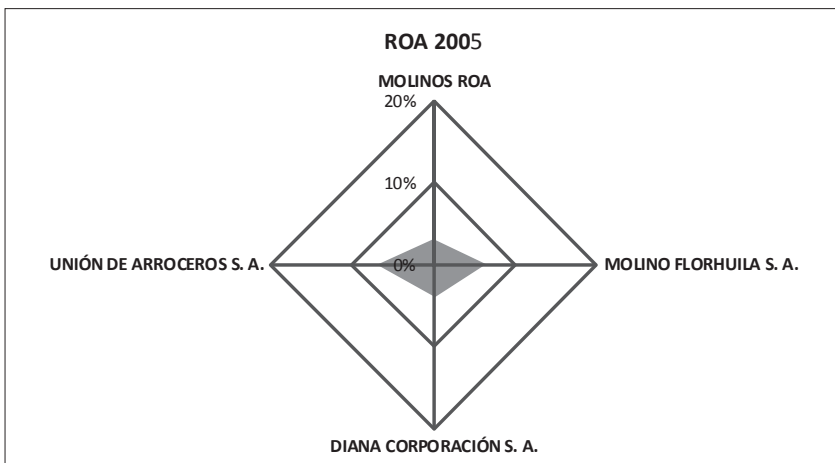 ROA 2005
MOLINOS ROA
20%
10%
UNIÓN DE ARROCEROS S. A.
0%
MOLINO FLORHUILA S. A.
DIANA CORPORACIÓN S. A.